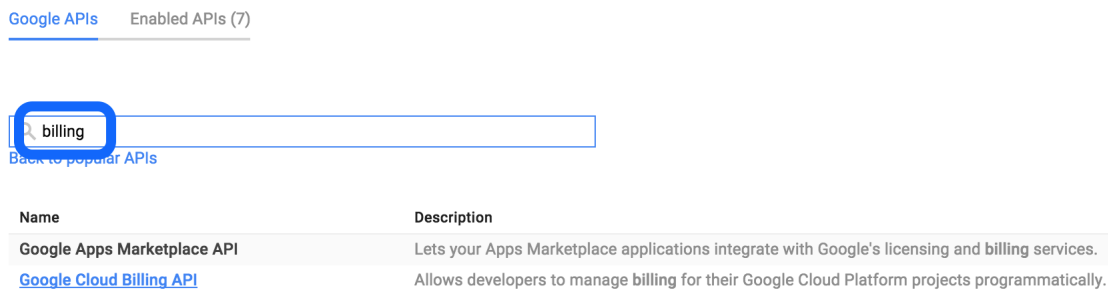 Google APIs Enabled APIs (7)
billing
Back to popular APIs
Name Description
Google Apps Marketplace API Lets your Apps Marketplace applications integrate with Google's licensing and billing services.
Google Cloud Billing API Allows developers to manage billing for their Google Cloud Platform projects programmatically.